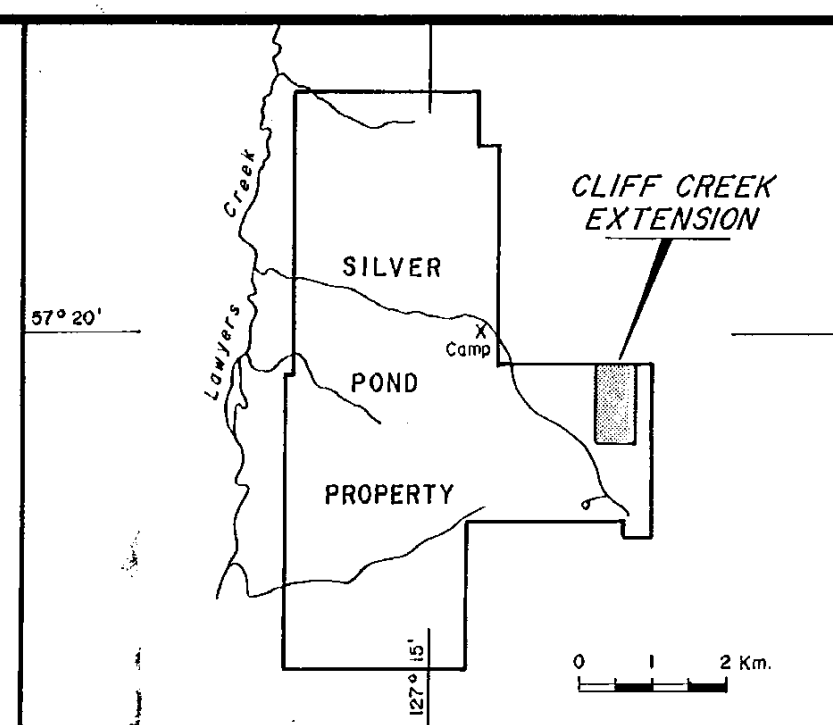 Creek
CLIFF CREEK
EXTENSION
SILVER
57° 20'
Lawyers
X
Camp
POND
PROPERTY
127° 15'
0 1 2 Km.